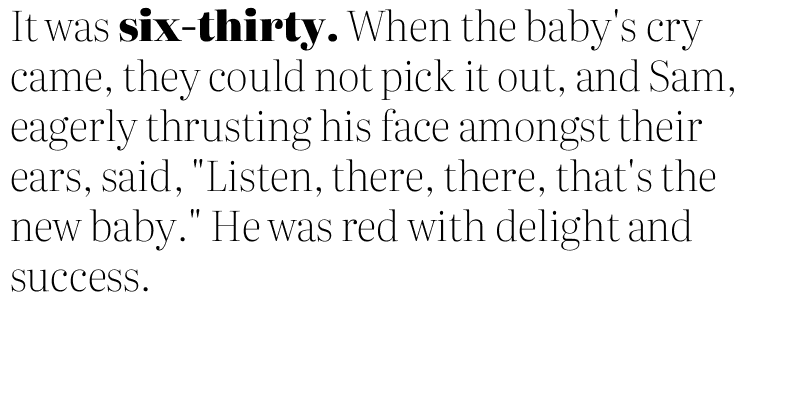 It was six-thirty. When the baby's cry
came, they could not pick it out, and Sam,
eagerly thrusting his face amongst their
ears, said, "Listen, there, there, that's the
new baby." He was red with delight and
success.